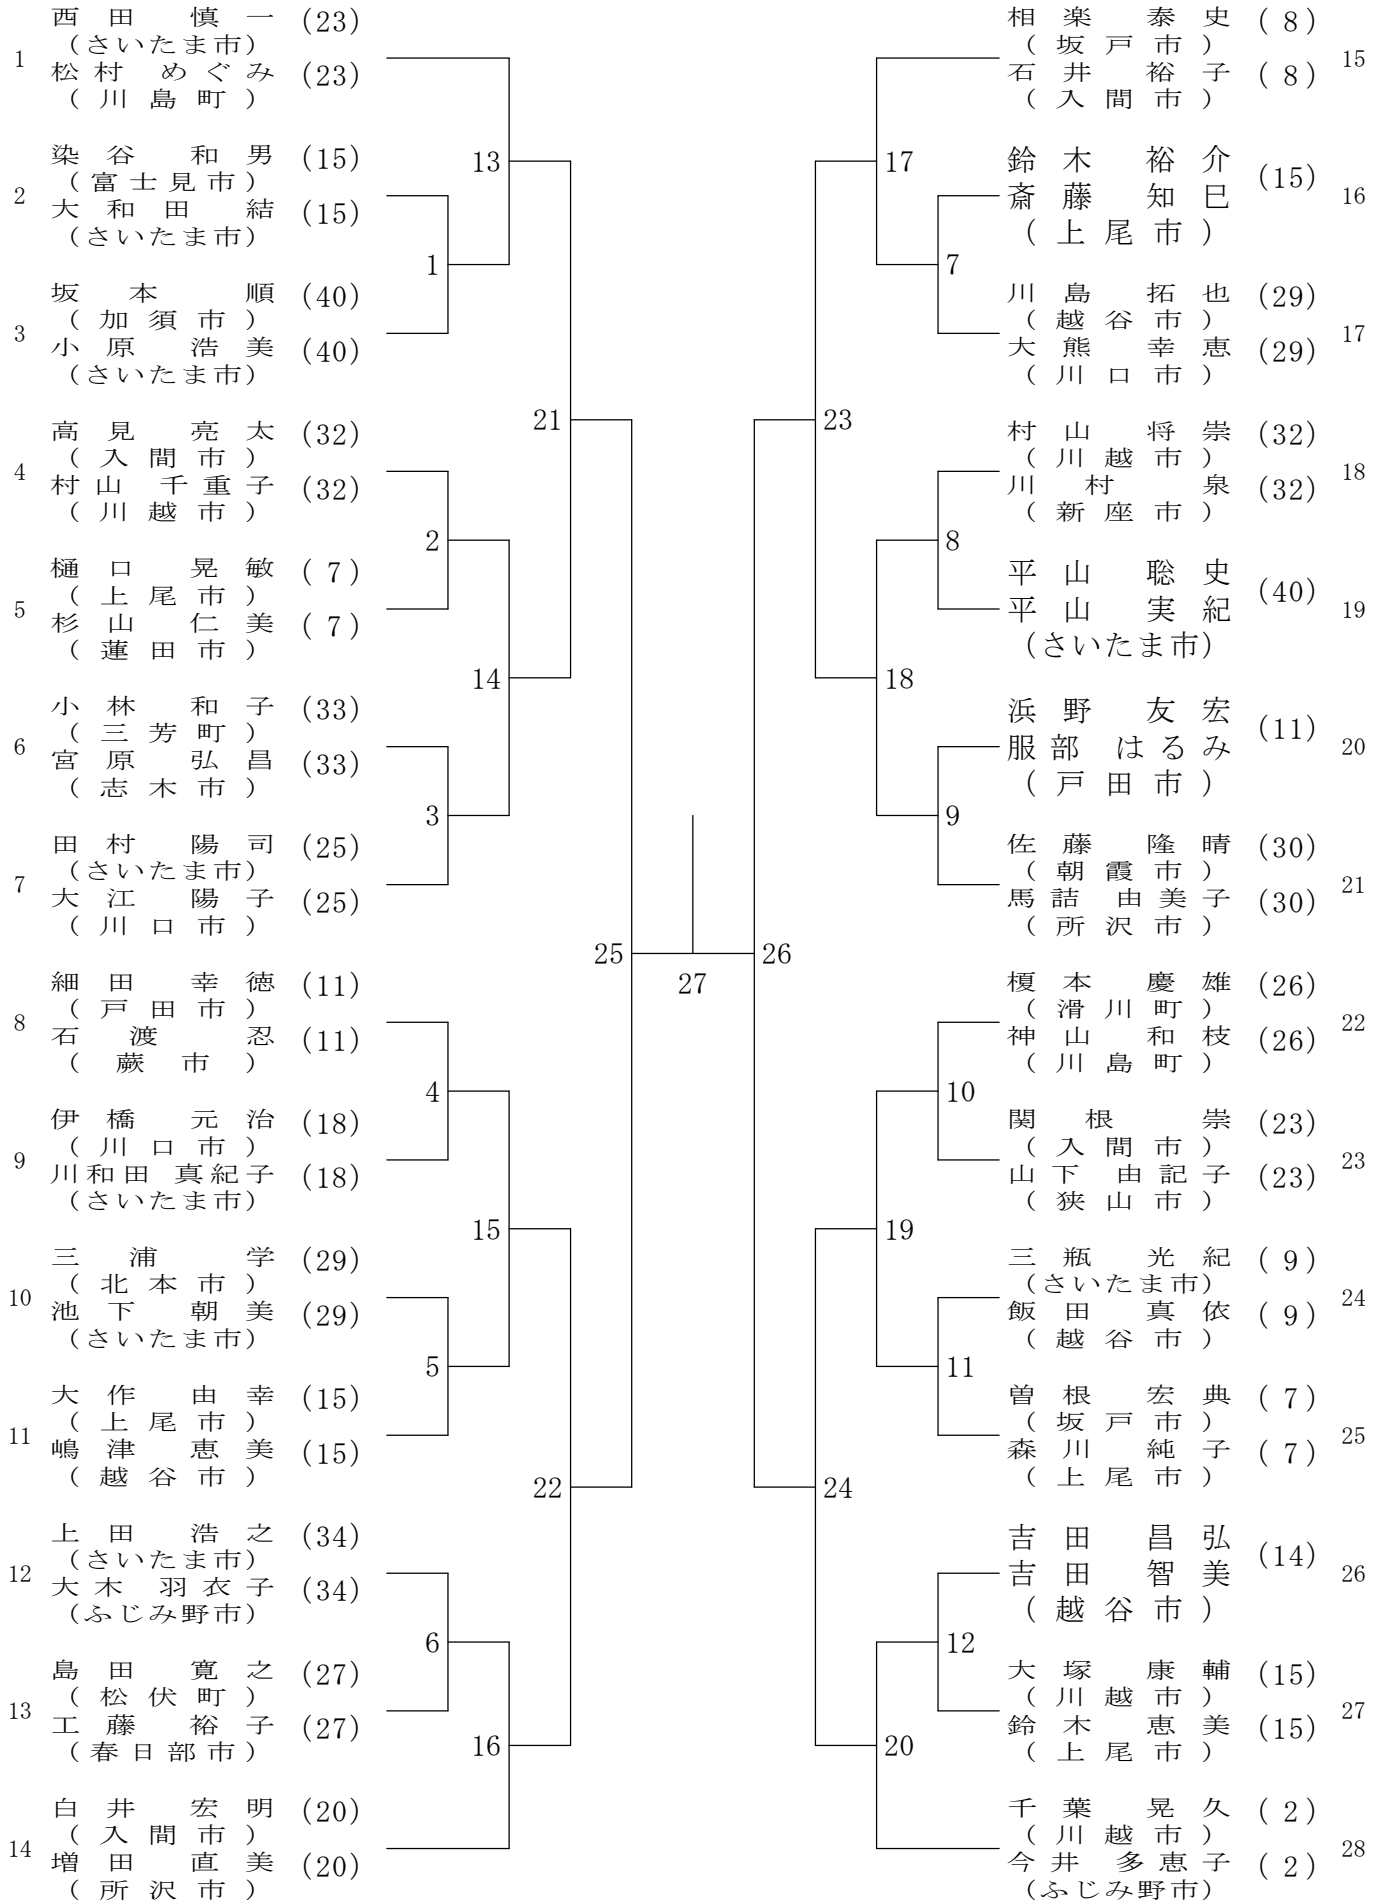 西田 慎一 (23)
(さいたま市)
1
松村 めぐみ (23)
(川島町)
染谷 和男 (15)
(富士見市)
2
大和田 結 (15)
(さいたま市)
坂本 順 (40)
(加須市)
3
小原 浩美 (40)
(さいたま市)
高見 亮太 (32)
(入間市)
4
村山 千重子 (32)
(川越市)
樋口 晃敏 (7)
(上尾市)
5
杉山 仁美 (7)
(蓮田市)
小林 和子 (33)
(三芳町)
6
宮原 弘昌 (33)
(志木市)
田村 陽司 (25)
(さいたま市)
7
大江 陽子 (25)
(川口市)
細田 幸徳 (11)
(戸田市)
8
石渡 忍 (11)
(蕨市)
伊橋 元治 (18)
(川口市)
9
川和田 真紀子 (18)
(さいたま市)
三浦 学 (29)
(北本市)
10
池下 朝美 (29)
(さいたま市)
大作 由幸 (15)
(上尾市)
11
嶋津 恵美 (15)
(越谷市)
上田 浩之 (34)
(さいたま市)
12
大木 羽衣子 (34)
(ふじみ野市)
島田 寛之 (27)
(松伏町)
13
工藤 裕子 (27)
(春日部市)
白井 宏明 (20)
(入間市)
14
増田 直美 (20)
(所沢市)
1
2
3
4
5
6
13
14
15
16
21
22
25
27
26
23
24
17
18
19
20
7
8
9
10
11
12
相楽 泰史 (8)
(坂戸市)
15
石井 裕子 (8)
(入間市)
鈴木 裕介
(15)
斎藤 知巳
16
(上尾市)
川島 拓也 (29)
(越谷市)
17
大熊 幸恵 (29)
(川口市)
村山 将崇 (32)
(川越市)
18
川村 泉 (32)
(新座市)
平山 聡史
(40)
平山 実紀
19
(さいたま市)
浜野 友宏
(11)
服部 はるみ
20
(戸田市)
佐藤 隆晴 (30)
(朝霞市)
21
馬詰 由美子 (30)
(所沢市)
榎本 慶雄 (26)
(滑川町)
22
神山 和枝 (26)
(川島町)
関根 崇 (23)
(入間市)
23
山下 由記子 (23)
(狭山市)
三瓶 光紀 (9)
(さいたま市)
24
飯田 真依 (9)
(越谷市)
曽根 宏典 (7)
(坂戸市)
25
森川 純子 (7)
(上尾市)
吉田 昌弘
(14)
吉田 智美
26
(越谷市)
大塚 康輔 (15)
(川越市)
27
鈴木 恵美 (15)
(上尾市)
千葉 晃久 (2)
(川越市)
28
今井 多恵子 (2)
(ふじみ野市)